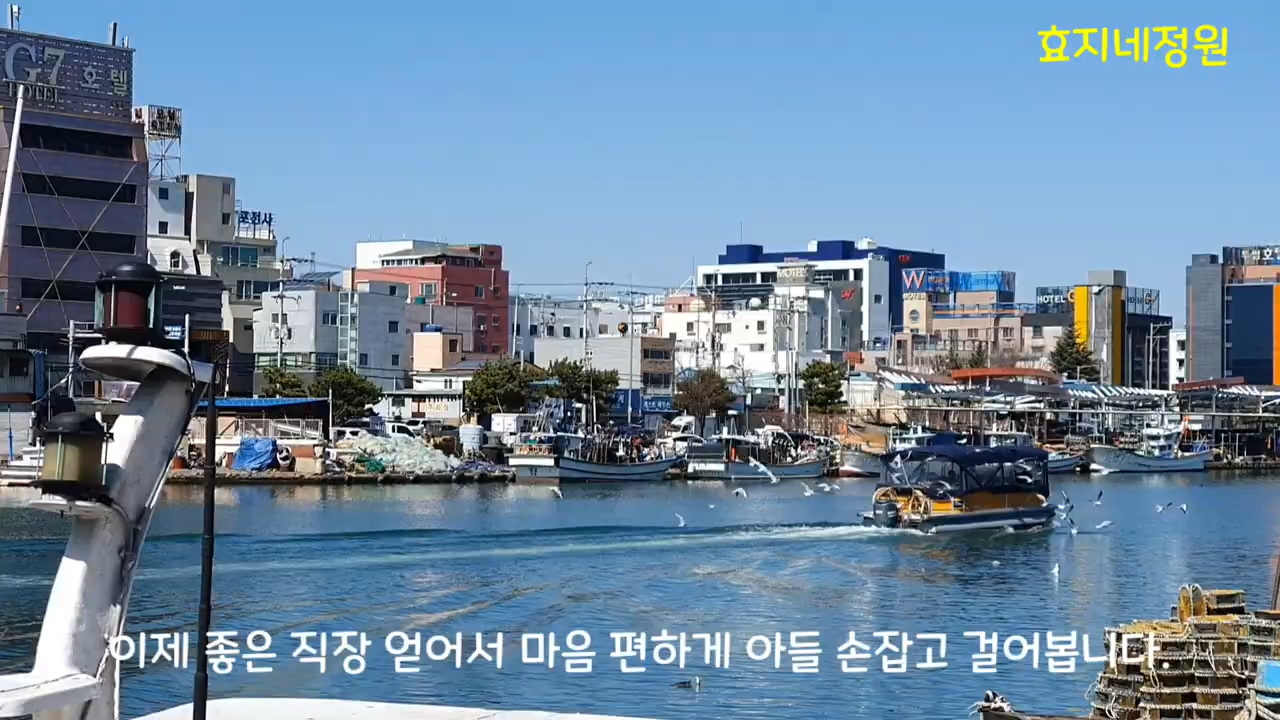 효지네정원
G7 호텔
HOTEL
MOTEL
W
W
HOTEL
이제 좋은 직장 얻어서 마음 편하게 아들 손잡고 걸어봅니다.